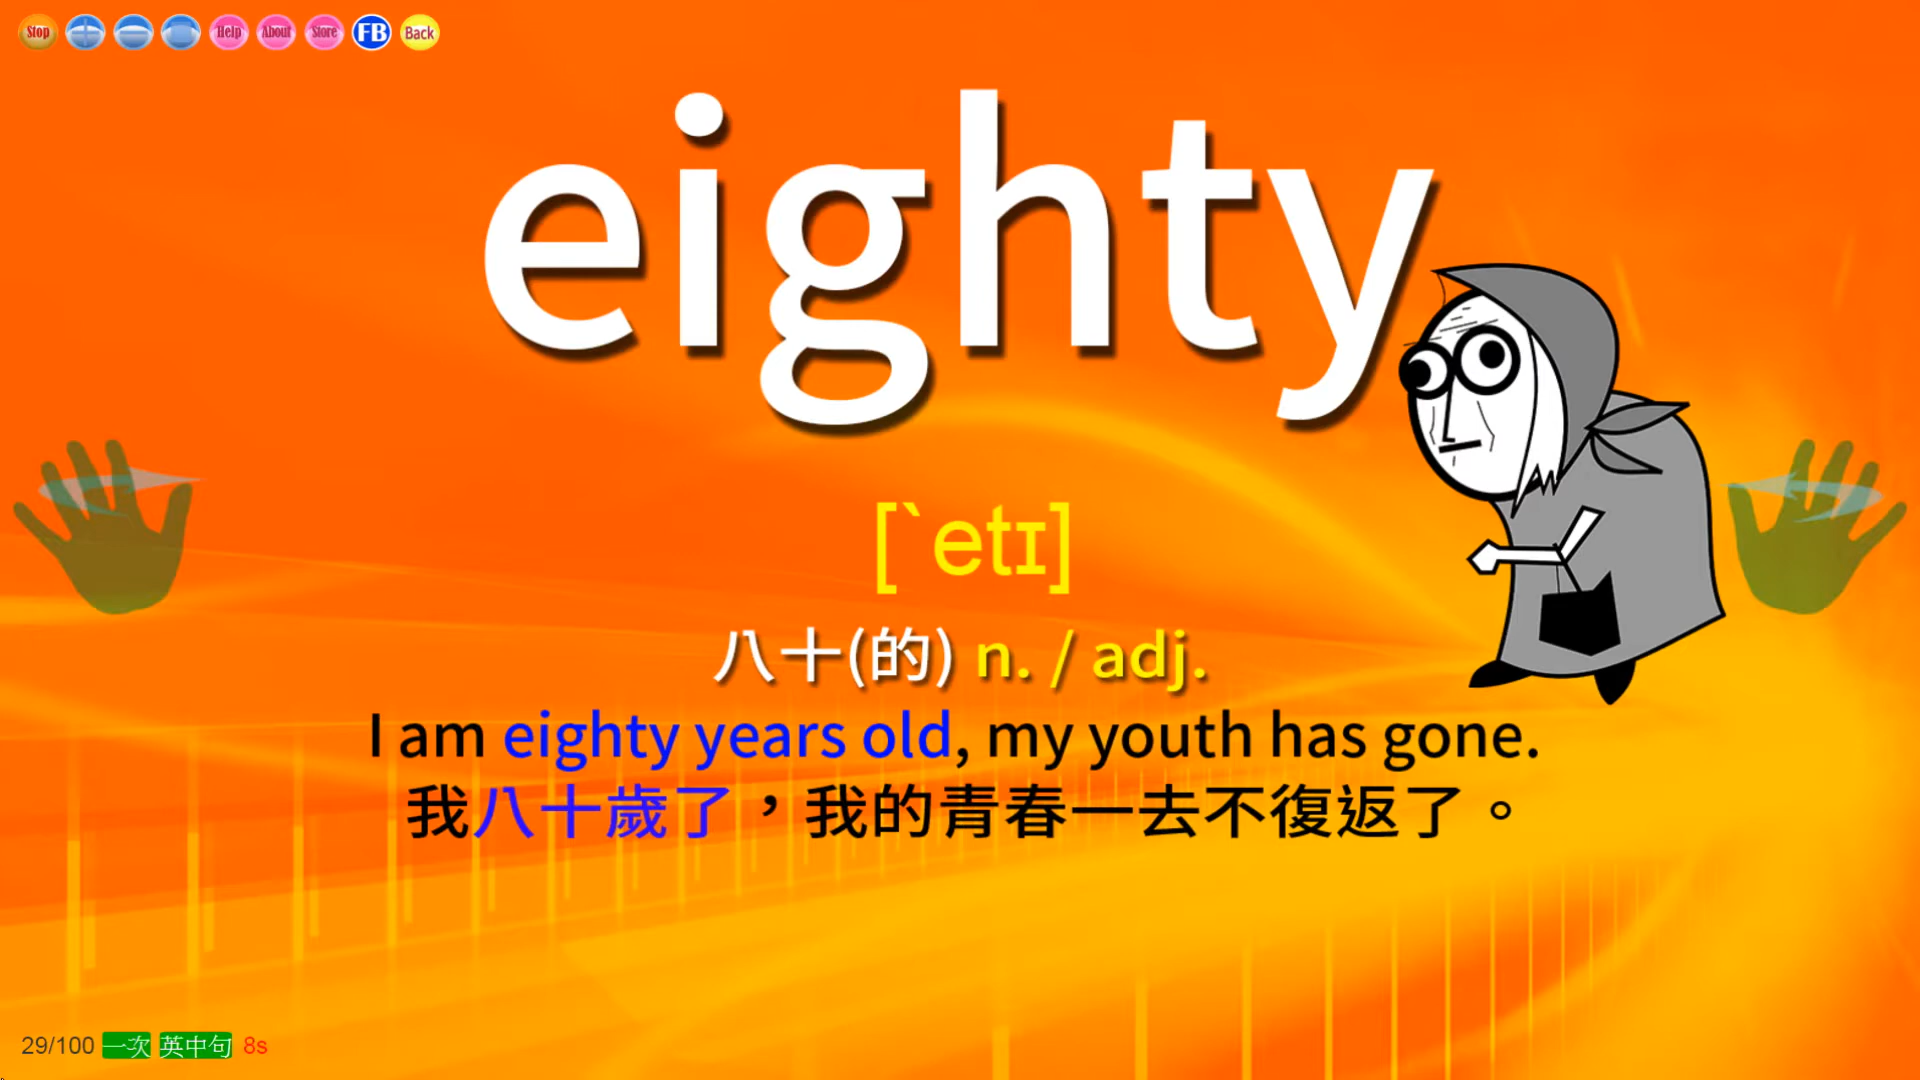 Stop Help About Store FB Back
eighty
[ˋetɪ]
八十(的) n. / adj.
I am eighty years old, my youth has gone.
我八十歲了，我的青春一去不復返了。
29/100 一次 英中句 8s